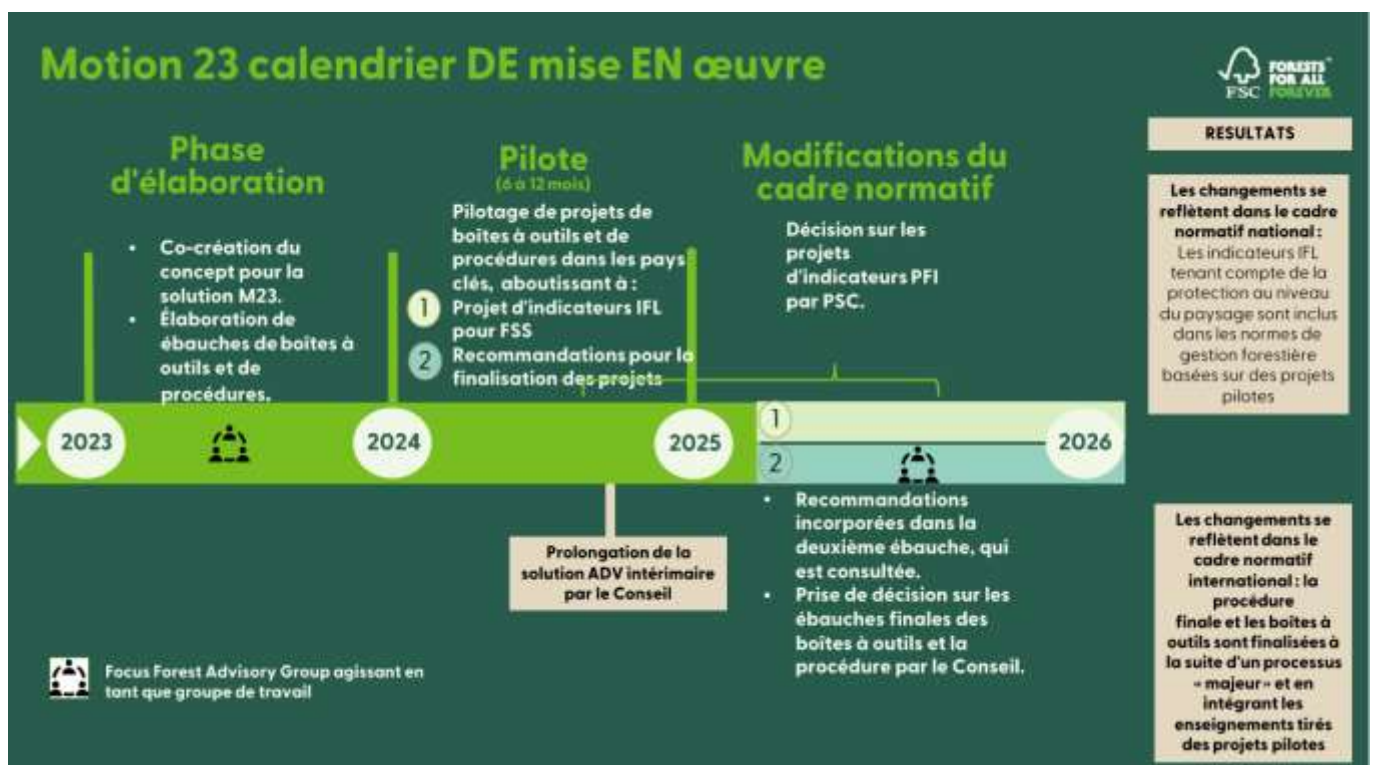 Motion 23 calendrier DE mise EN œuvre
FSC
FORESTS
FOR ALL
FOREVER
Phase
d'élaboration
• Co-création du
concept pour la
solution M23.
• Élaboration de
ébauches de boîtes à
outils et de
procédures.
Pilote
(6 à 12 mois)
Pilotage de projets de
boîtes à outils et de
procédures dans les pays
clés, aboutissant à :
1 Projet d'indicateurs IFL
pour FSS
2 Recommandations pour la
finalisation des projets
Modifications du
cadre normatif
Décision sur les
projets
d'indicateurs PFI
par PSC.
2023
2024
2025
1
2
2026
Prolongation de la
solution ADV intérimaire
par le Conseil
• Recommandations
incorporées dans la
deuxième ébauche, qui
est consultée.
• Prise de décision sur les
ébauches finales des
boîtes à outils et la
procédure par le Conseil.
Focus Forest Advisory Group agissant en
tant que groupe de travail
RESULTATS
Les changements se
reflètent dans le cadre
normatif national :
Les indicateurs IFL
tenant compte de la
protection au niveau
du paysage sont inclus
dans les normes de
gestion forestière
basées sur des projets
pilotes
Les changements se
reflètent dans le
cadre normatif
international : la
procédure
finale et les boîtes à
outils sont finalisées à
la suite d'un processus
« majeur » et en
intégrant les
enseignements tirés
des projets pilotes